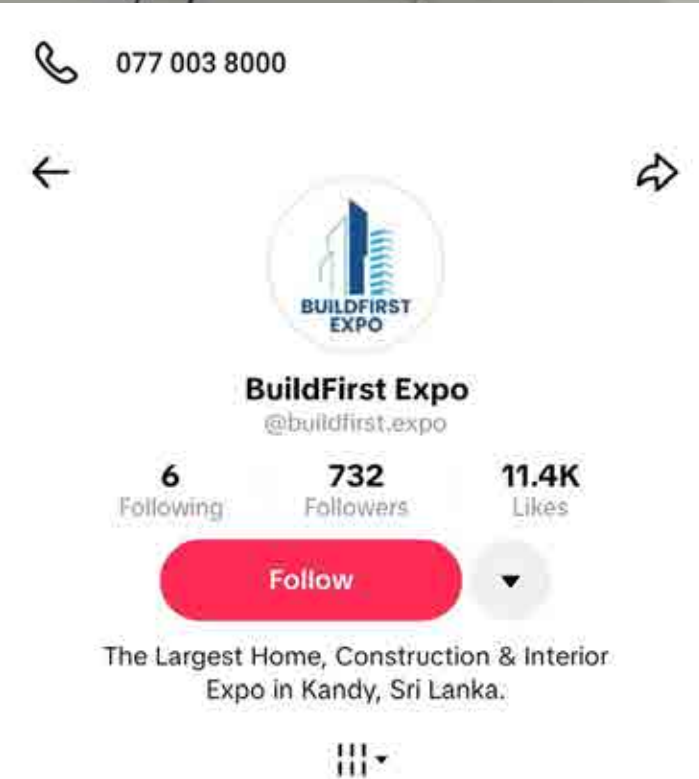 077 003 8000
BUILDFIRST
EXPO
BuildFirst Expo
@buildfirst.expo
6 732 11.4K
Following Followers Likes
Follow
The Largest Home, Construction & Interior
Expo in Kandy, Sri Lanka.